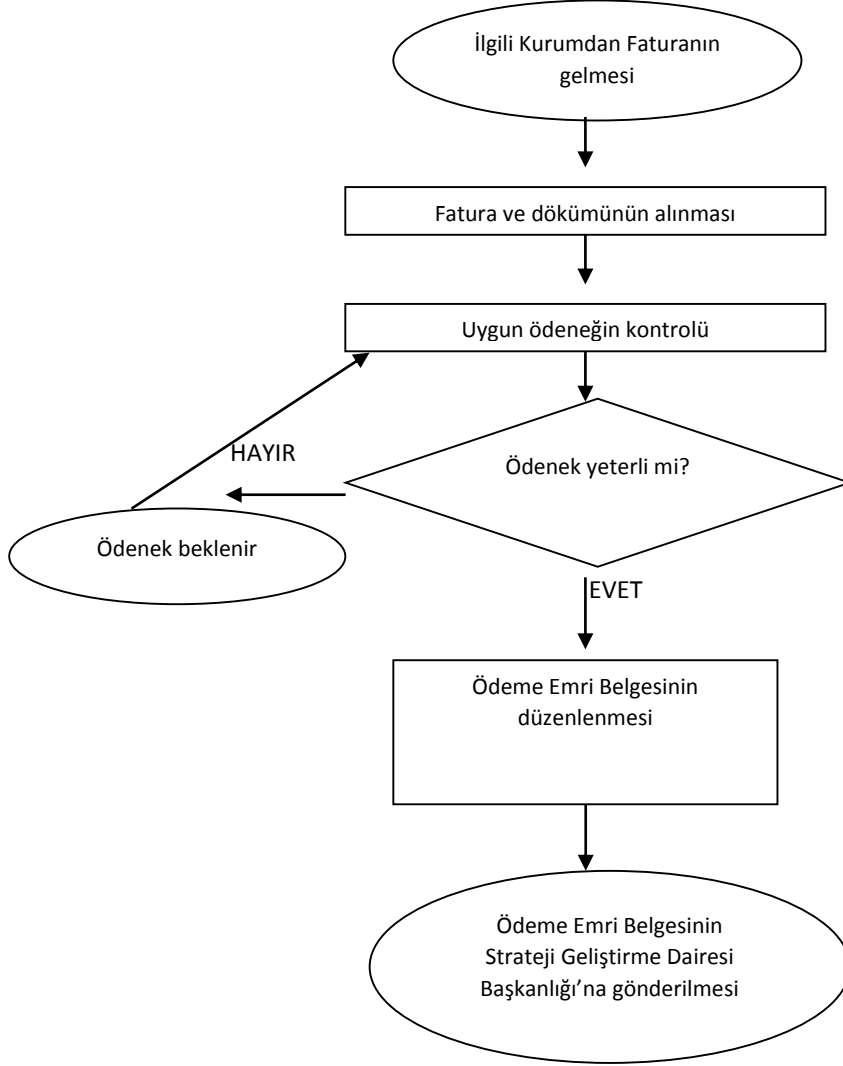 İlgili Kurumdan Faturanın
gelmesi
Fatura ve dökümünün alınması
Uygun ödeneğin kontrolü
HAYIR
Ödenek yeterli mi?
Ödenek beklenir
EVET
Ödeme Emri Belgesinin
düzenlenmesi
Ödeme Emri Belgesinin
Strateji Geliştirme Dairesi
Başkanlığı’na gönderilmesi